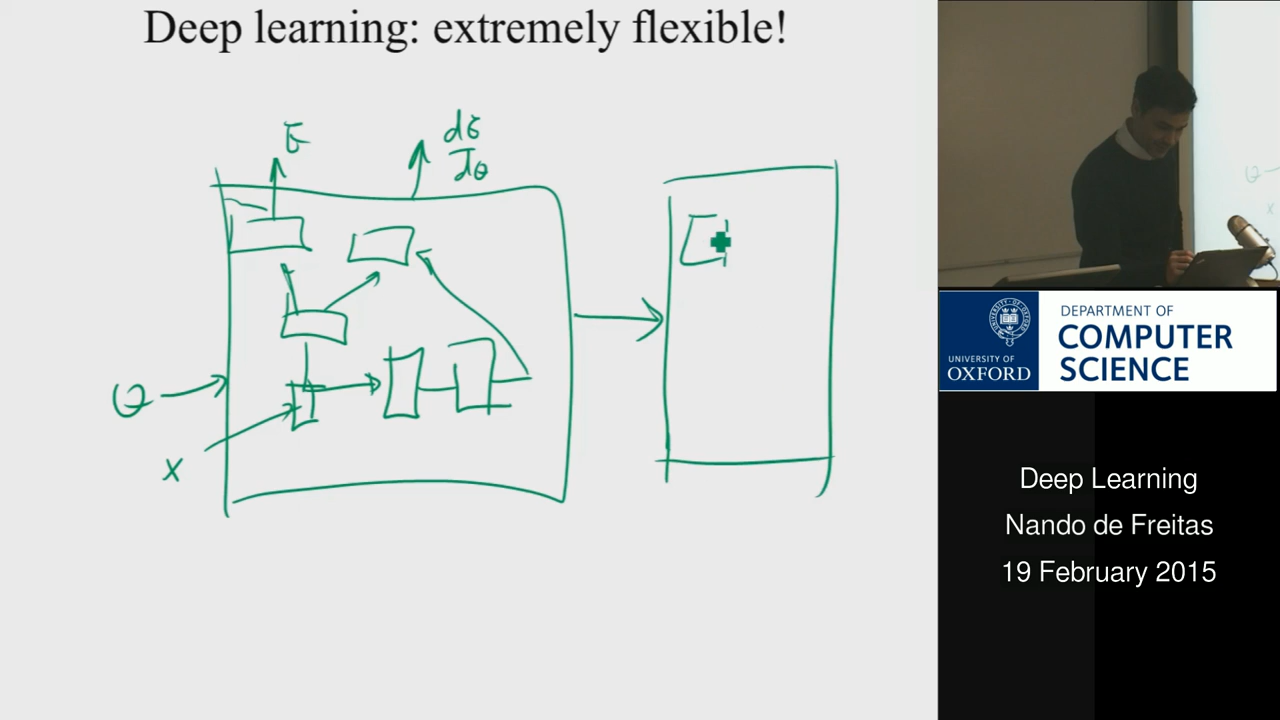 Deep learning: extremely flexible!
E
dE
dθ
θ
x
UNIVERSITY OF
OXFORD
DEPARTMENT OF
COMPUTER
SCIENCE
Deep Learning
Nando de Freitas
19 February 2015